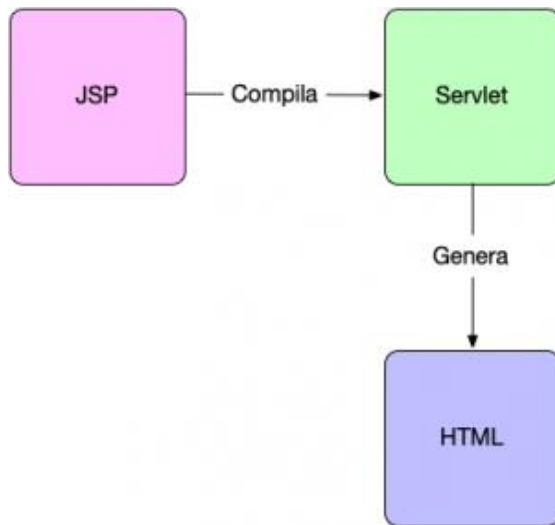 JSP
Compila
Servlet
Genera
HTML